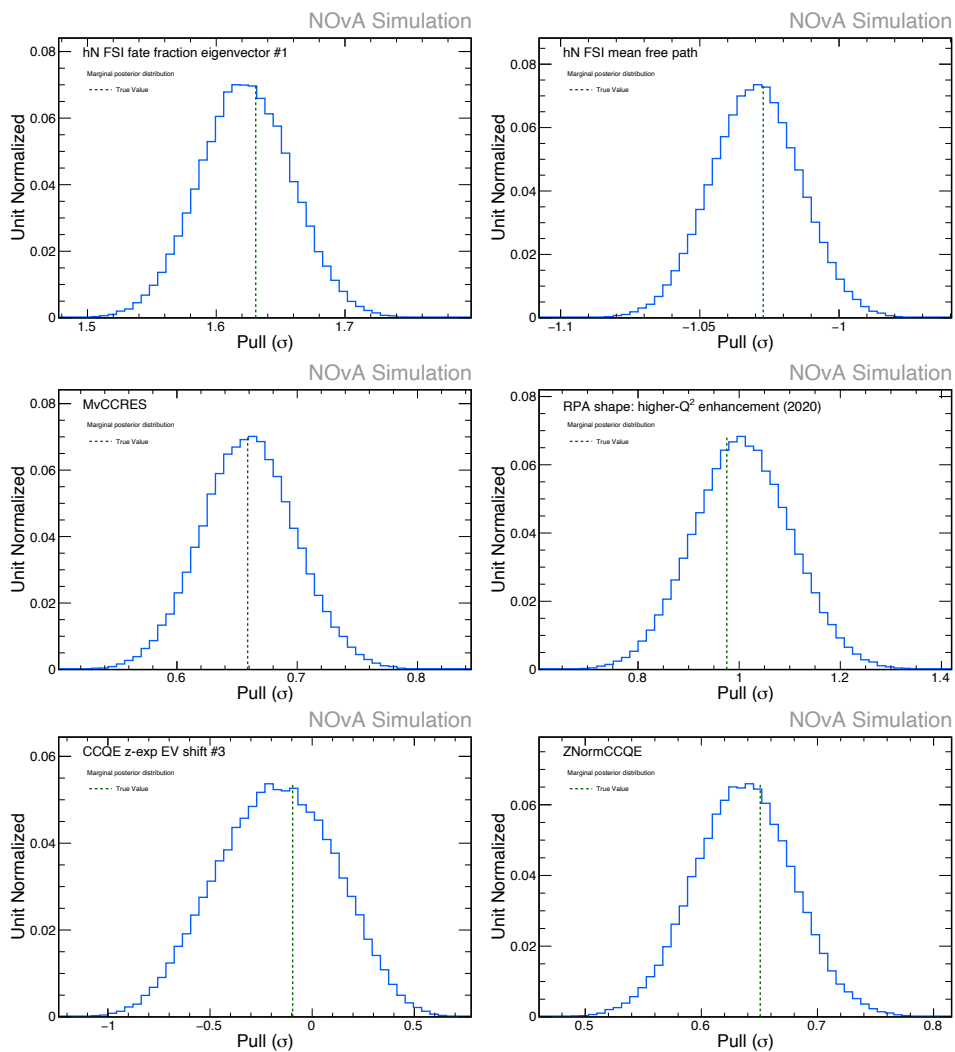 NOvA Simulation
hN FSI fate fraction eigenvector #1
Marginal posterior distribution
True Value
0.08
0.06
0.04
0.02
0
Unit Normalized
1.5 1.6 1.7
Pull (σ)
NOvA Simulation
hN FSI mean free path
Marginal posterior distribution
True Value
0.08
0.06
0.04
0.02
0
Unit Normalized
−1.1 −1.05 −1
Pull (σ)
NOvA Simulation
MvCCRES
Marginal posterior distribution
True Value
0.08
0.06
0.04
0.02
0
Unit Normalized
0.6 0.7 0.8
Pull (σ)
NOvA Simulation
RPA shape: higher-Q² enhancement (2020)
Marginal posterior distribution
True Value
0.08
0.06
0.04
0.02
0
Unit Normalized
0.8 1 1.2 1.4
Pull (σ)
NOvA Simulation
CCQE z-exp EV shift #3
Marginal posterior distribution
True Value
0.06
0.04
0.02
0
Unit Normalized
−1 −0.5 0 0.5
Pull (σ)
NOvA Simulation
ZNormCCQE
Marginal posterior distribution
True Value
0.08
0.06
0.04
0.02
0
Unit Normalized
0.5 0.6 0.7 0.8
Pull (σ)